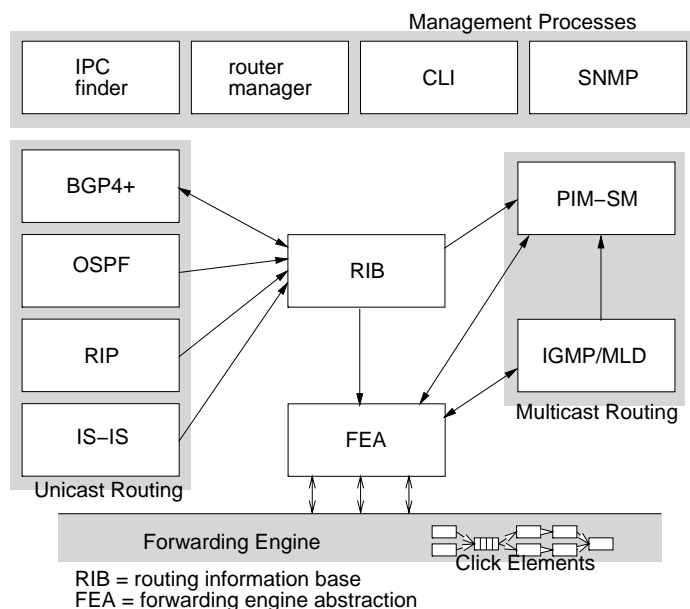 Management Processes
IPC
finder
router
manager
CLI
SNMP
BGP4+
OSPF
RIP
IS−IS
Unicast Routing
RIB
FEA
PIM−SM
IGMP/MLD
Multicast Routing
Forwarding Engine
Click Elements
RIB = routing information base
FEA = forwarding engine abstraction